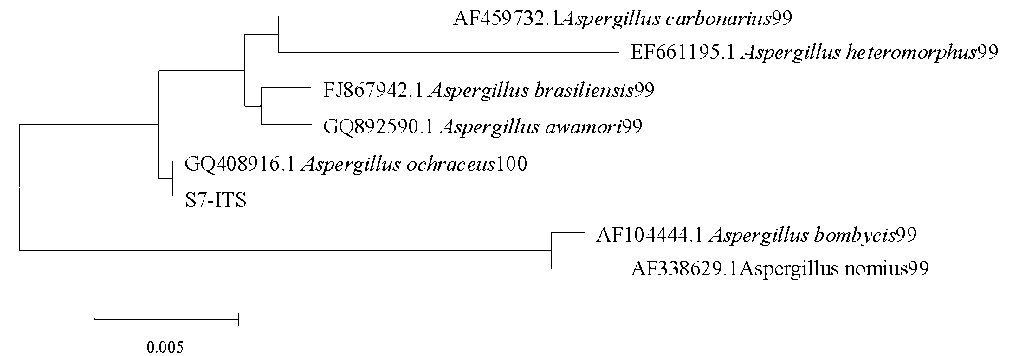 AF459732.1Aspergillus carbonarius99
EF661195.1 Aspergillus heteromorphus99
FJ867942.1 Aspergillus brasiliensis99
GQ892590.1 Aspergillus awamori99
GQ408916.1 Aspergillus ochraceus100
S7-ITS
AF104444.1 Aspergillus bombycis99
AF338629.1Aspergillus nomius99
0.005